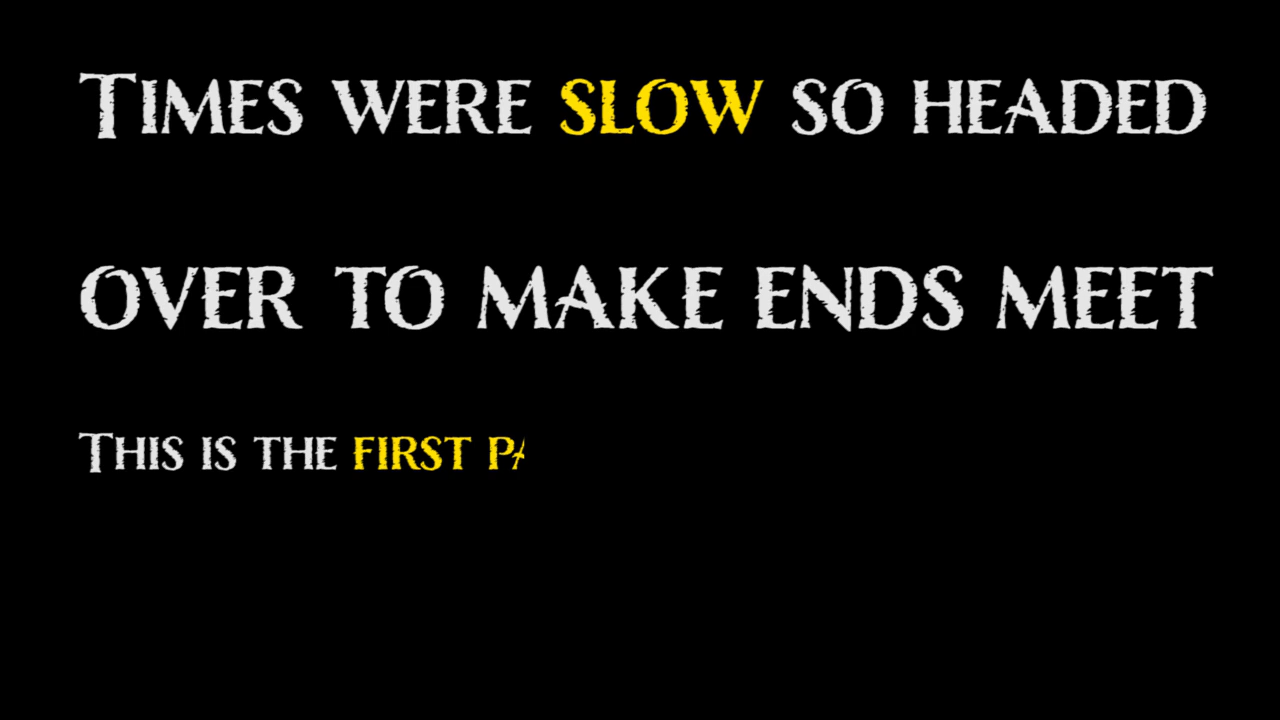 Times were slow so headed
over to make ends meet
This is the first